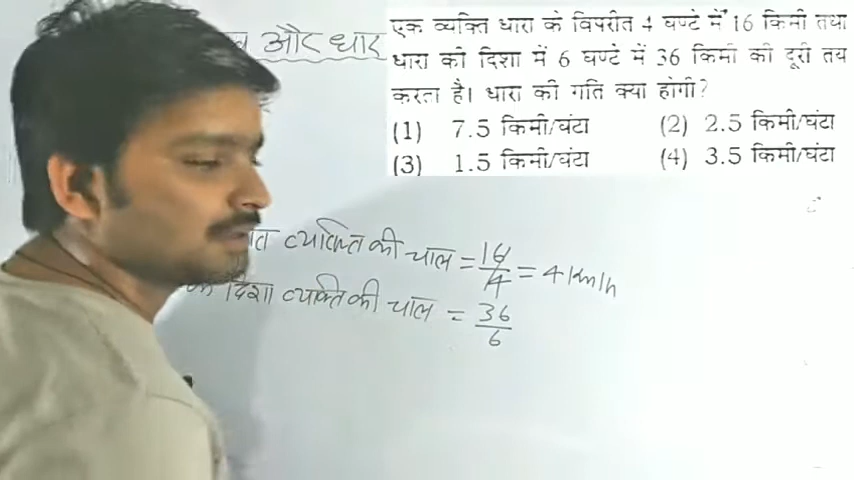 और धार
एक व्यक्ति धारा के विपरीत 4 घण्टे में 16 किमी तथा
धारा की दिशा में 6 घण्टे में 36 किमी की दूरी तय
करता है। धारा की गति क्या होगी?
(1) 7.5 किमी/घंटा (2) 2.5 किमी/घंटा
(3) 1.5 किमी/घंटा (4) 3.5 किमी/घंटा
व्यक्ति की चाल = 16/4 = 4 km/h
दिशा व्यक्ति की चाल = 36/6